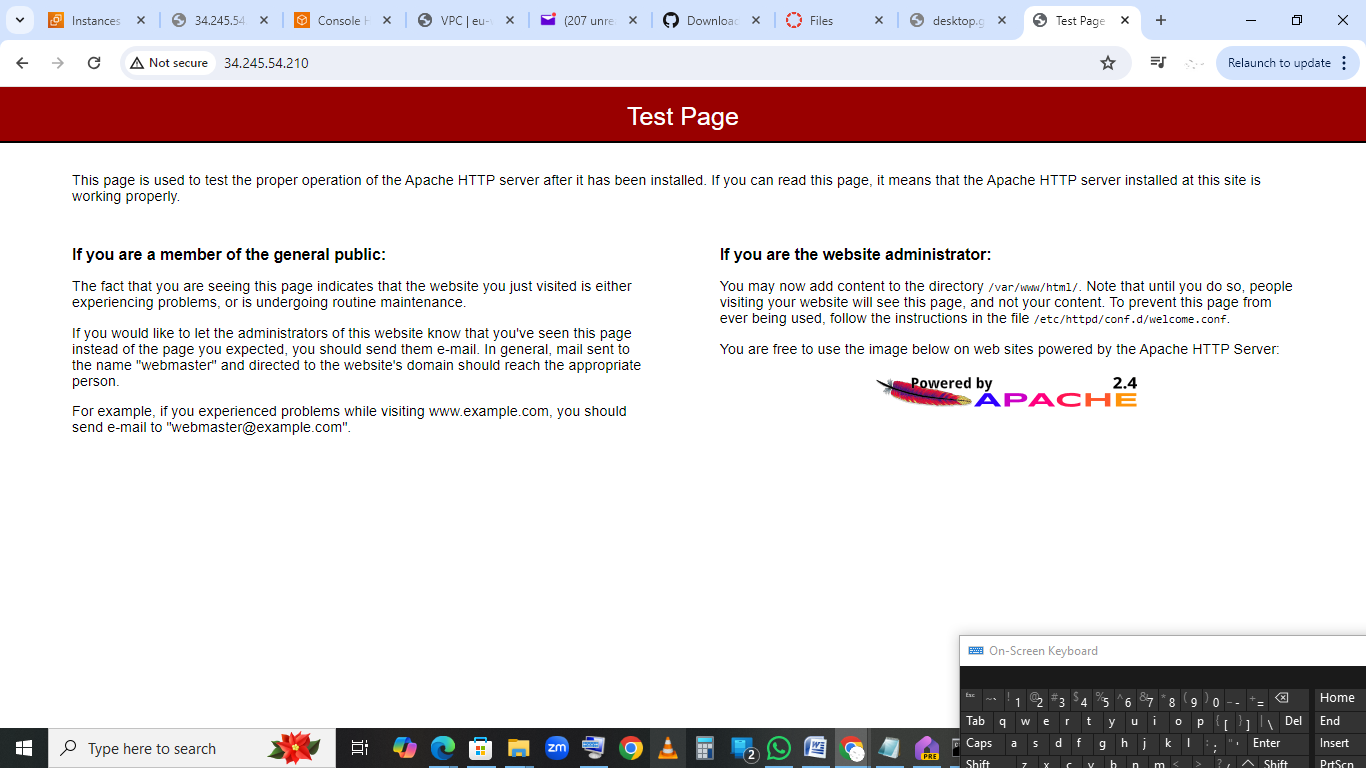 Instances
34.245.54
Console H
VPC | eu-
(207 unre
Download
Files
desktop.g
Test Page
Not secure
34.245.54.210
Relaunch to update
Test Page
This page is used to test the proper operation of the Apache HTTP server after it has been installed. If you can read this page, it means that the Apache HTTP server installed at this site is
working properly.
If you are a member of the general public:
The fact that you are seeing this page indicates that the website you just visited is either
experiencing problems, or is undergoing routine maintenance.
If you would like to let the administrators of this website know that you've seen this page
instead of the page you expected, you should send them e-mail. In general, mail sent to
the name "webmaster" and directed to the website's domain should reach the appropriate
person.
For example, if you experienced problems while visiting www.example.com, you should
send e-mail to "webmaster@example.com".
If you are the website administrator:
You may now add content to the directory /var/www/html/. Note that until you do so, people
visiting your website will see this page, and not your content. To prevent this page from
ever being used, follow the instructions in the file /etc/httpd/conf.d/welcome.conf.
You are free to use the image below on web sites powered by the Apache HTTP Server:
Powered by 2.4
APACHE
On-Screen Keyboard
Esc ~ ` ! 1 @ 2 # 3 $ 4 % 5 ^ 6 & 7 * 8 ( 9 ) 0 _ - + = Home
Tab q w e r t y u i o p { [ } ] | \ Del End
Caps a s d f g h j k l : ; " ' Enter Insert
Shift z x c v b n m < , > . ? / Shift PrtScn
Type here to search
zm
2
PRE